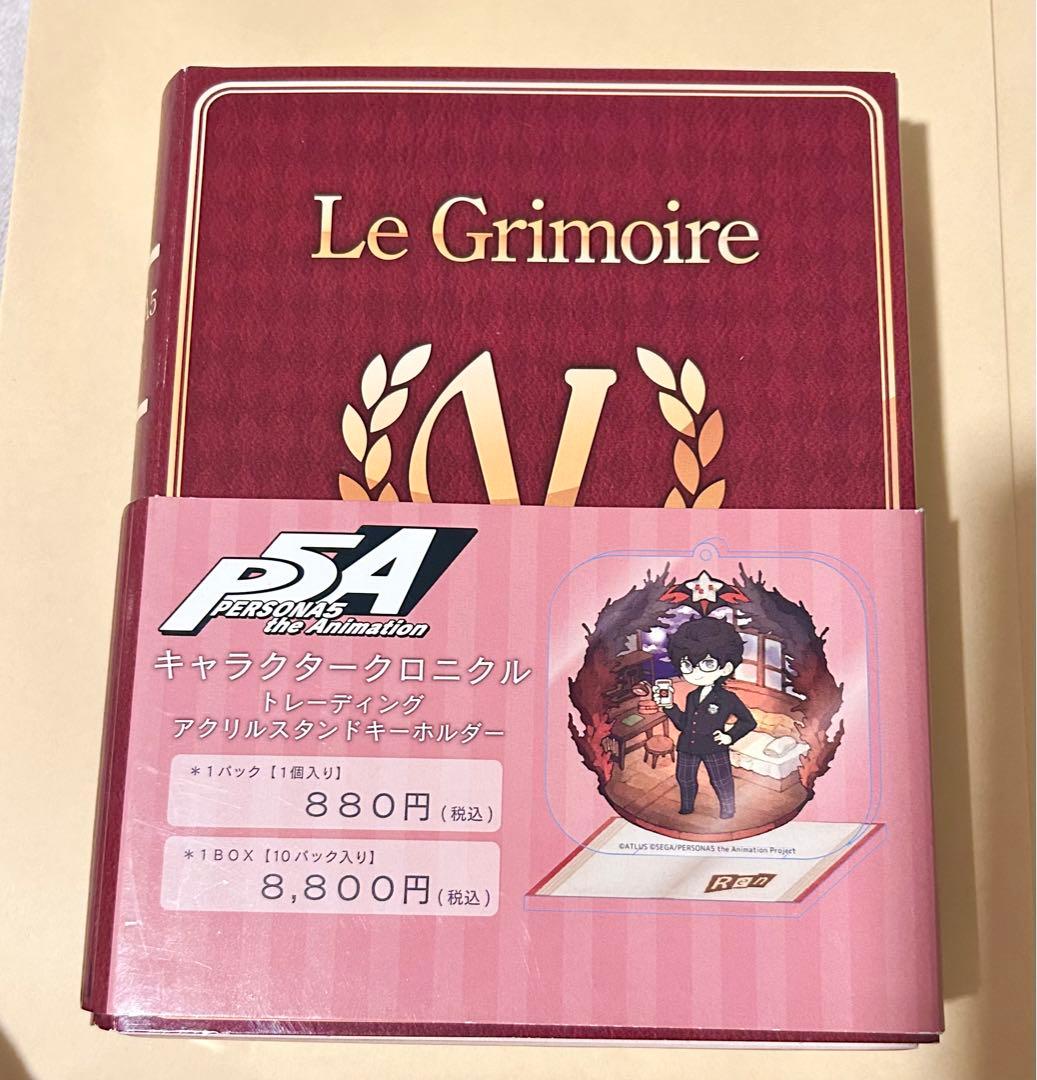 Le Grimoire
N
15
P5A
PERSONA5
the Animation
キャラクタークロニクル
トレーディング
アクリルスタンドキーホルダー
＊1パック【1個入り】
880円(税込)
＊1BOX【10パック入り】
8,800円(税込)
©ATLUS ©SEGA/PERSONA5 the Animation Project
Ren